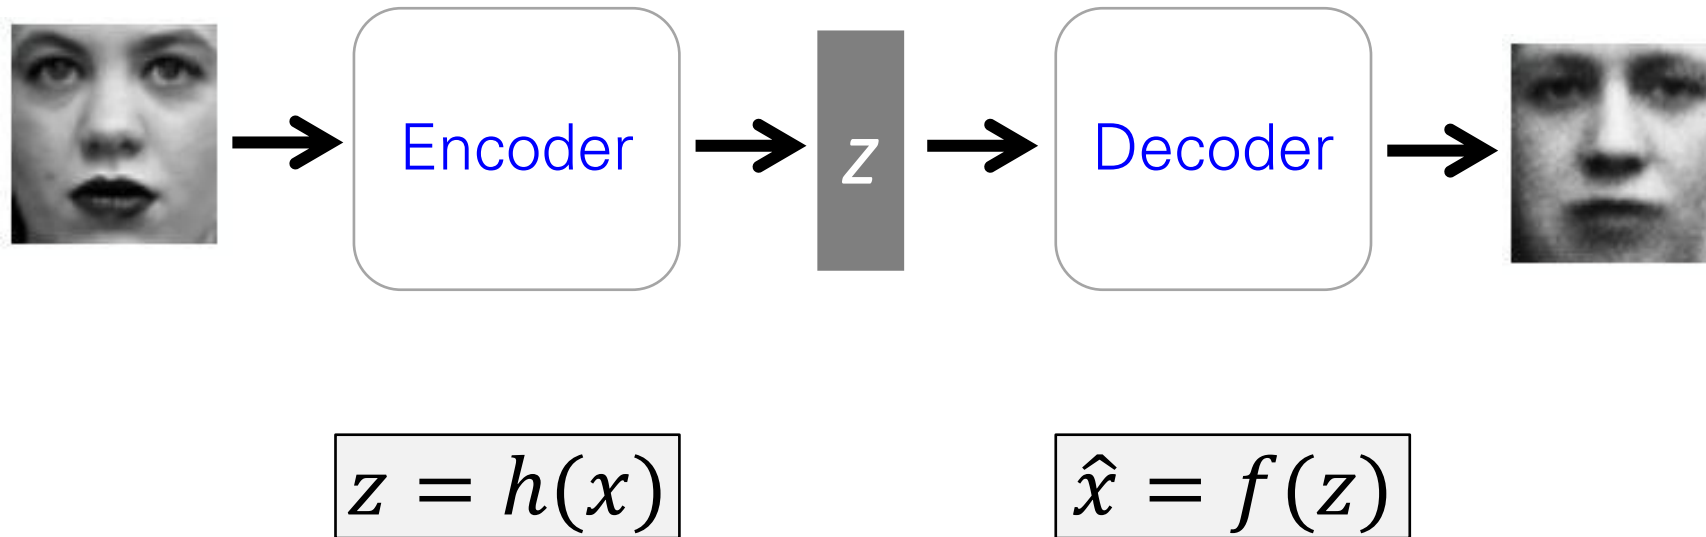 Encoder
z
Decoder
z = h(x)
x̂ = f(z)